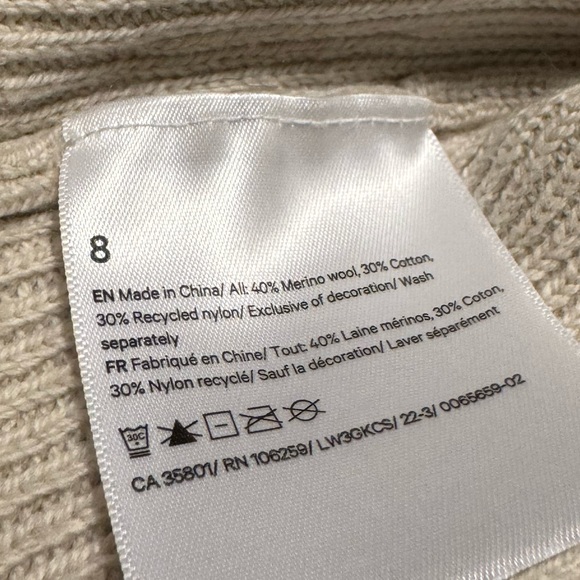 8
EN Made in China/ All: 40% Merino wool, 30% Cotton,
30% Recycled nylon/ Exclusive of decoration/ Wash
separately
FR Fabriqué en Chine/ Tout: 40% Laine mérinos, 30% Coton,
30% Nylon recyclé/ Sauf la décoration/ Laver séparément
30C
CA 35801/ RN 106259/ LW3GKCS/ 22-3/ 0065659-02